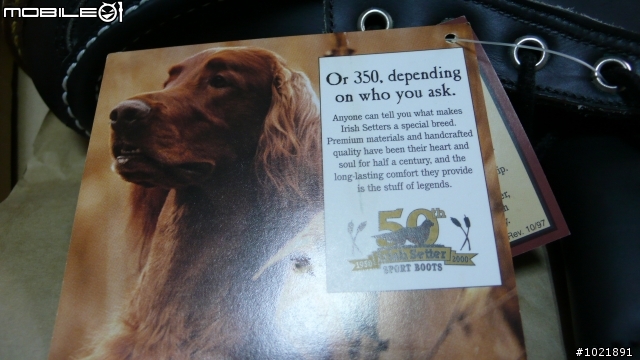 MOBILE01
Or 350, depending
on who you ask.
Anyone can tell you what makes
Irish Setters a special breed.
Premium materials and handcrafted
quality have been their heart and
soul for half a century, and the
long-lasting comfort they provide
is the stuff of legends.
50th
Irish Setter
2000
SPORT BOOTS
Rev. 10/97
#1021891